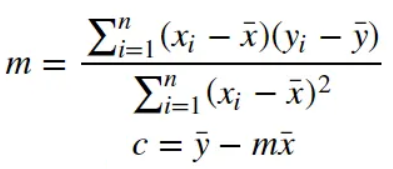 m = \frac{\sum_{i=1}^{n} (x_i - \bar{x})(y_i - \bar{y})}{\sum_{i=1}^{n} (x_i - \bar{x})^2}
c = \bar{y} - m\bar{x}